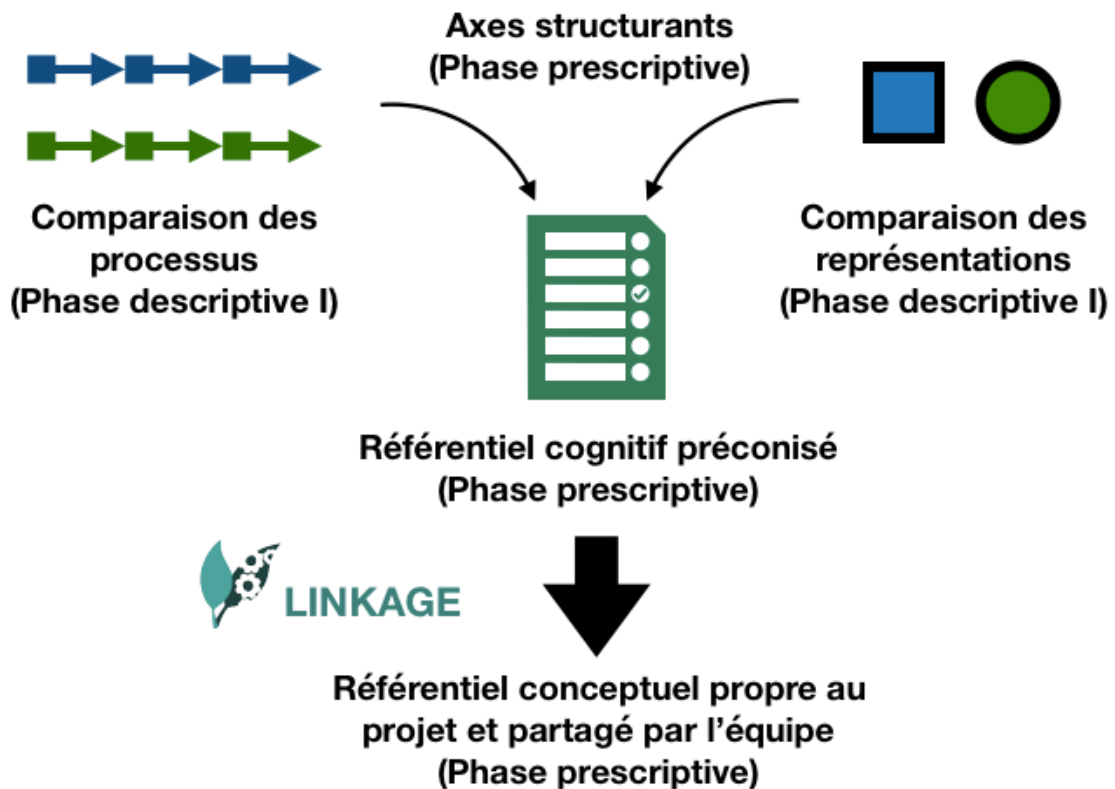 Axes structurants
(Phase prescriptive)
Comparaison des
processus
(Phase descriptive I)
Comparaison des
représentations
(Phase descriptive I)
Référentiel cognitif préconisé
(Phase prescriptive)
LINKAGE
Référentiel conceptuel propre au
projet et partagé par l'équipe
(Phase prescriptive)